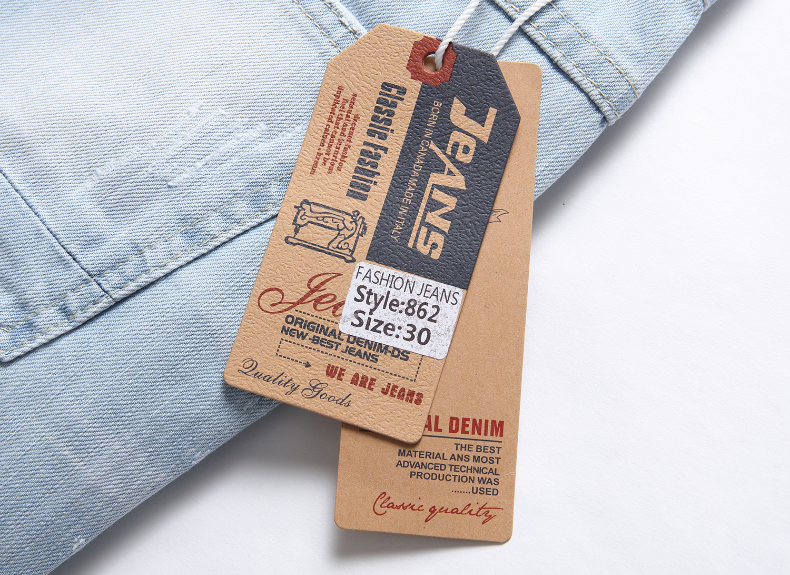 JeANS
BORN IN CANADA MADE IN ITALY
Classic Fastion
FASHION JEANS
Style:862
Size:30
ORIGINAL DENIM-DS
NEW-BEST JEANS
WE ARE JEANS
Quality Goods
AL DENIM
THE BEST
MATERIAL ANS MOST
ADVANCED TECHNICAL
PRODUCTION WAS
.......USED
Classic quality